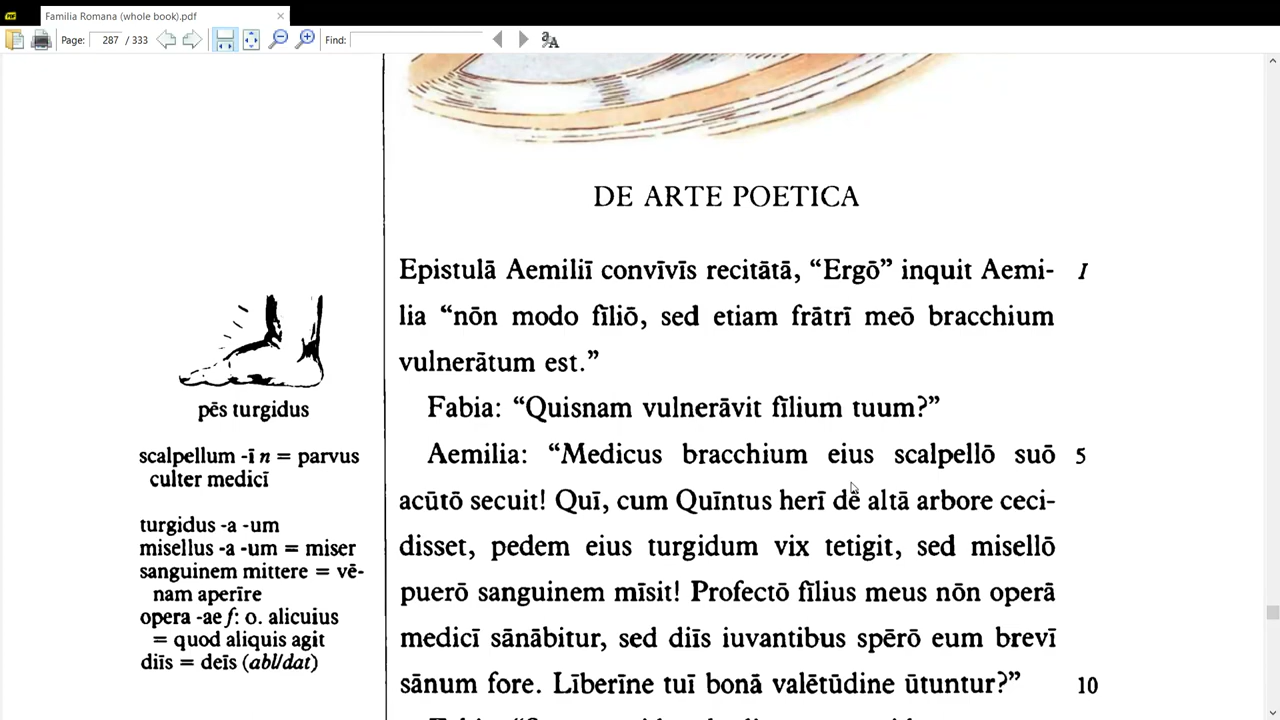 Familia Romana (whole book).pdf
Page: 287 / 333 Find:
DE ARTE POETICA
Epistulā Aemiliī convīvīs recitātā, “Ergō” inquit Aemi- 1
lia “nōn modo fīliō, sed etiam frātrī meō bracchium
vulnerātum est.”
Fabia: “Quisnam vulnerāvit fīlium tuum?”
Aemilia: “Medicus bracchium eius scalpellō suō 5
acūtō secuit! Quī, cum Quīntus herī dē altā arbore ceci-
disset, pedem eius turgidum vix tetigit, sed misellō
puerō sanguinem mīsit! Profectō fīlius meus nōn operā
medicī sānābitur, sed diīs iuvantibus spērō eum brevī
sānum fore. Līberīne tuī bonā valētūdine ūtuntur?” 10
pēs turgidus
scalpellum -ī n = parvus
culter medicī
turgidus -a -um
misellus -a -um = miser
sanguinem mittere = vē-
nam aperīre
opera -ae f: o. alicuius
= quod aliquis agit
diīs = deīs (abl/dat)